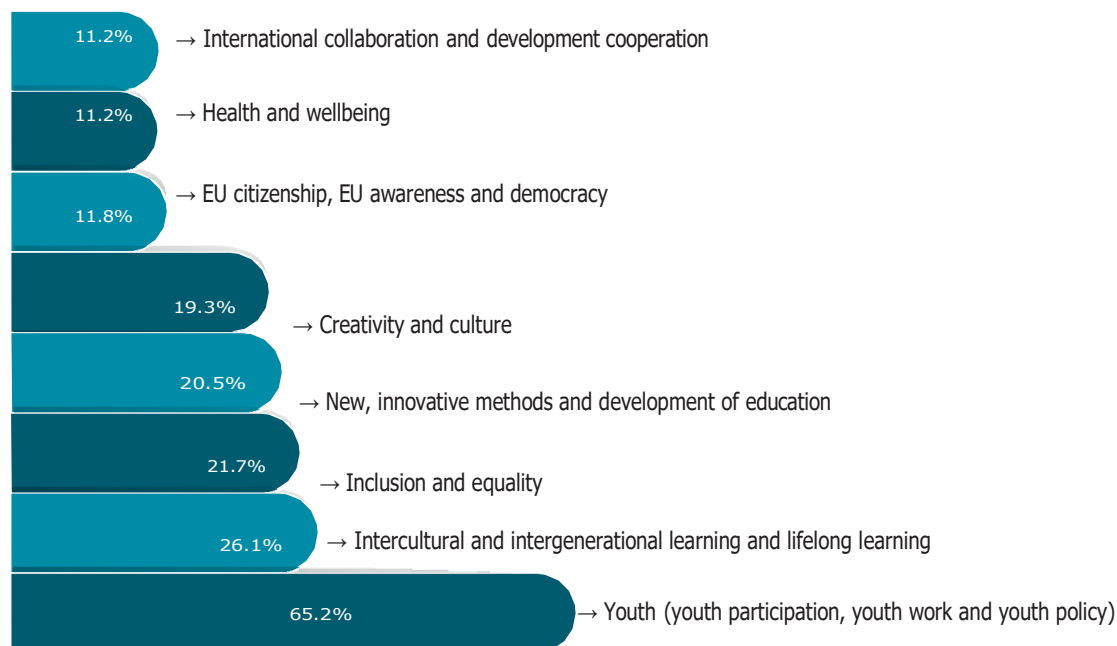 11.2% → International collaboration and development cooperation
11.2% → Health and wellbeing
11.8% → EU citizenship, EU awareness and democracy
19.3% → Creativity and culture
20.5% → New, innovative methods and development of education
21.7% → Inclusion and equality
26.1% → Intercultural and intergenerational learning and lifelong learning
65.2% → Youth (youth participation, youth work and youth policy)